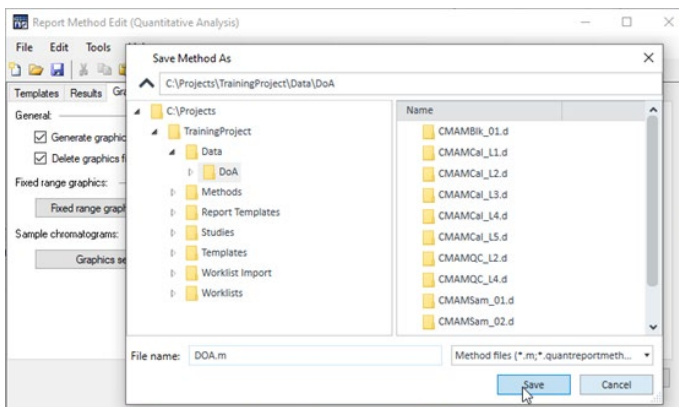 Report Method Edit (Quantitative Analysis)
File Edit Tools
Save Method As
C:\Projects\TrainingProject\Data\DoA
Templates Results
General:
Generate graphic
Delete graphics fi
Fixed range graphics:
Fixed range graph
Sample chromatograms:
Graphics se
C:\Projects
TrainingProject
Data
DoA
Methods
Report Templates
Studies
Templates
Worklist Import
Worklists
Name
CMAMBlk_01.d
CMAMCal_L1.d
CMAMCal_L2.d
CMAMCal_L3.d
CMAMCal_L4.d
CMAMCal_L5.d
CMAMQC_L2.d
CMAMQC_L4.d
CMAMSam_01.d
CMAMSam_02.d
File name: DOA.m
Method files (*.m;*.quantreportmeth...
Save Cancel